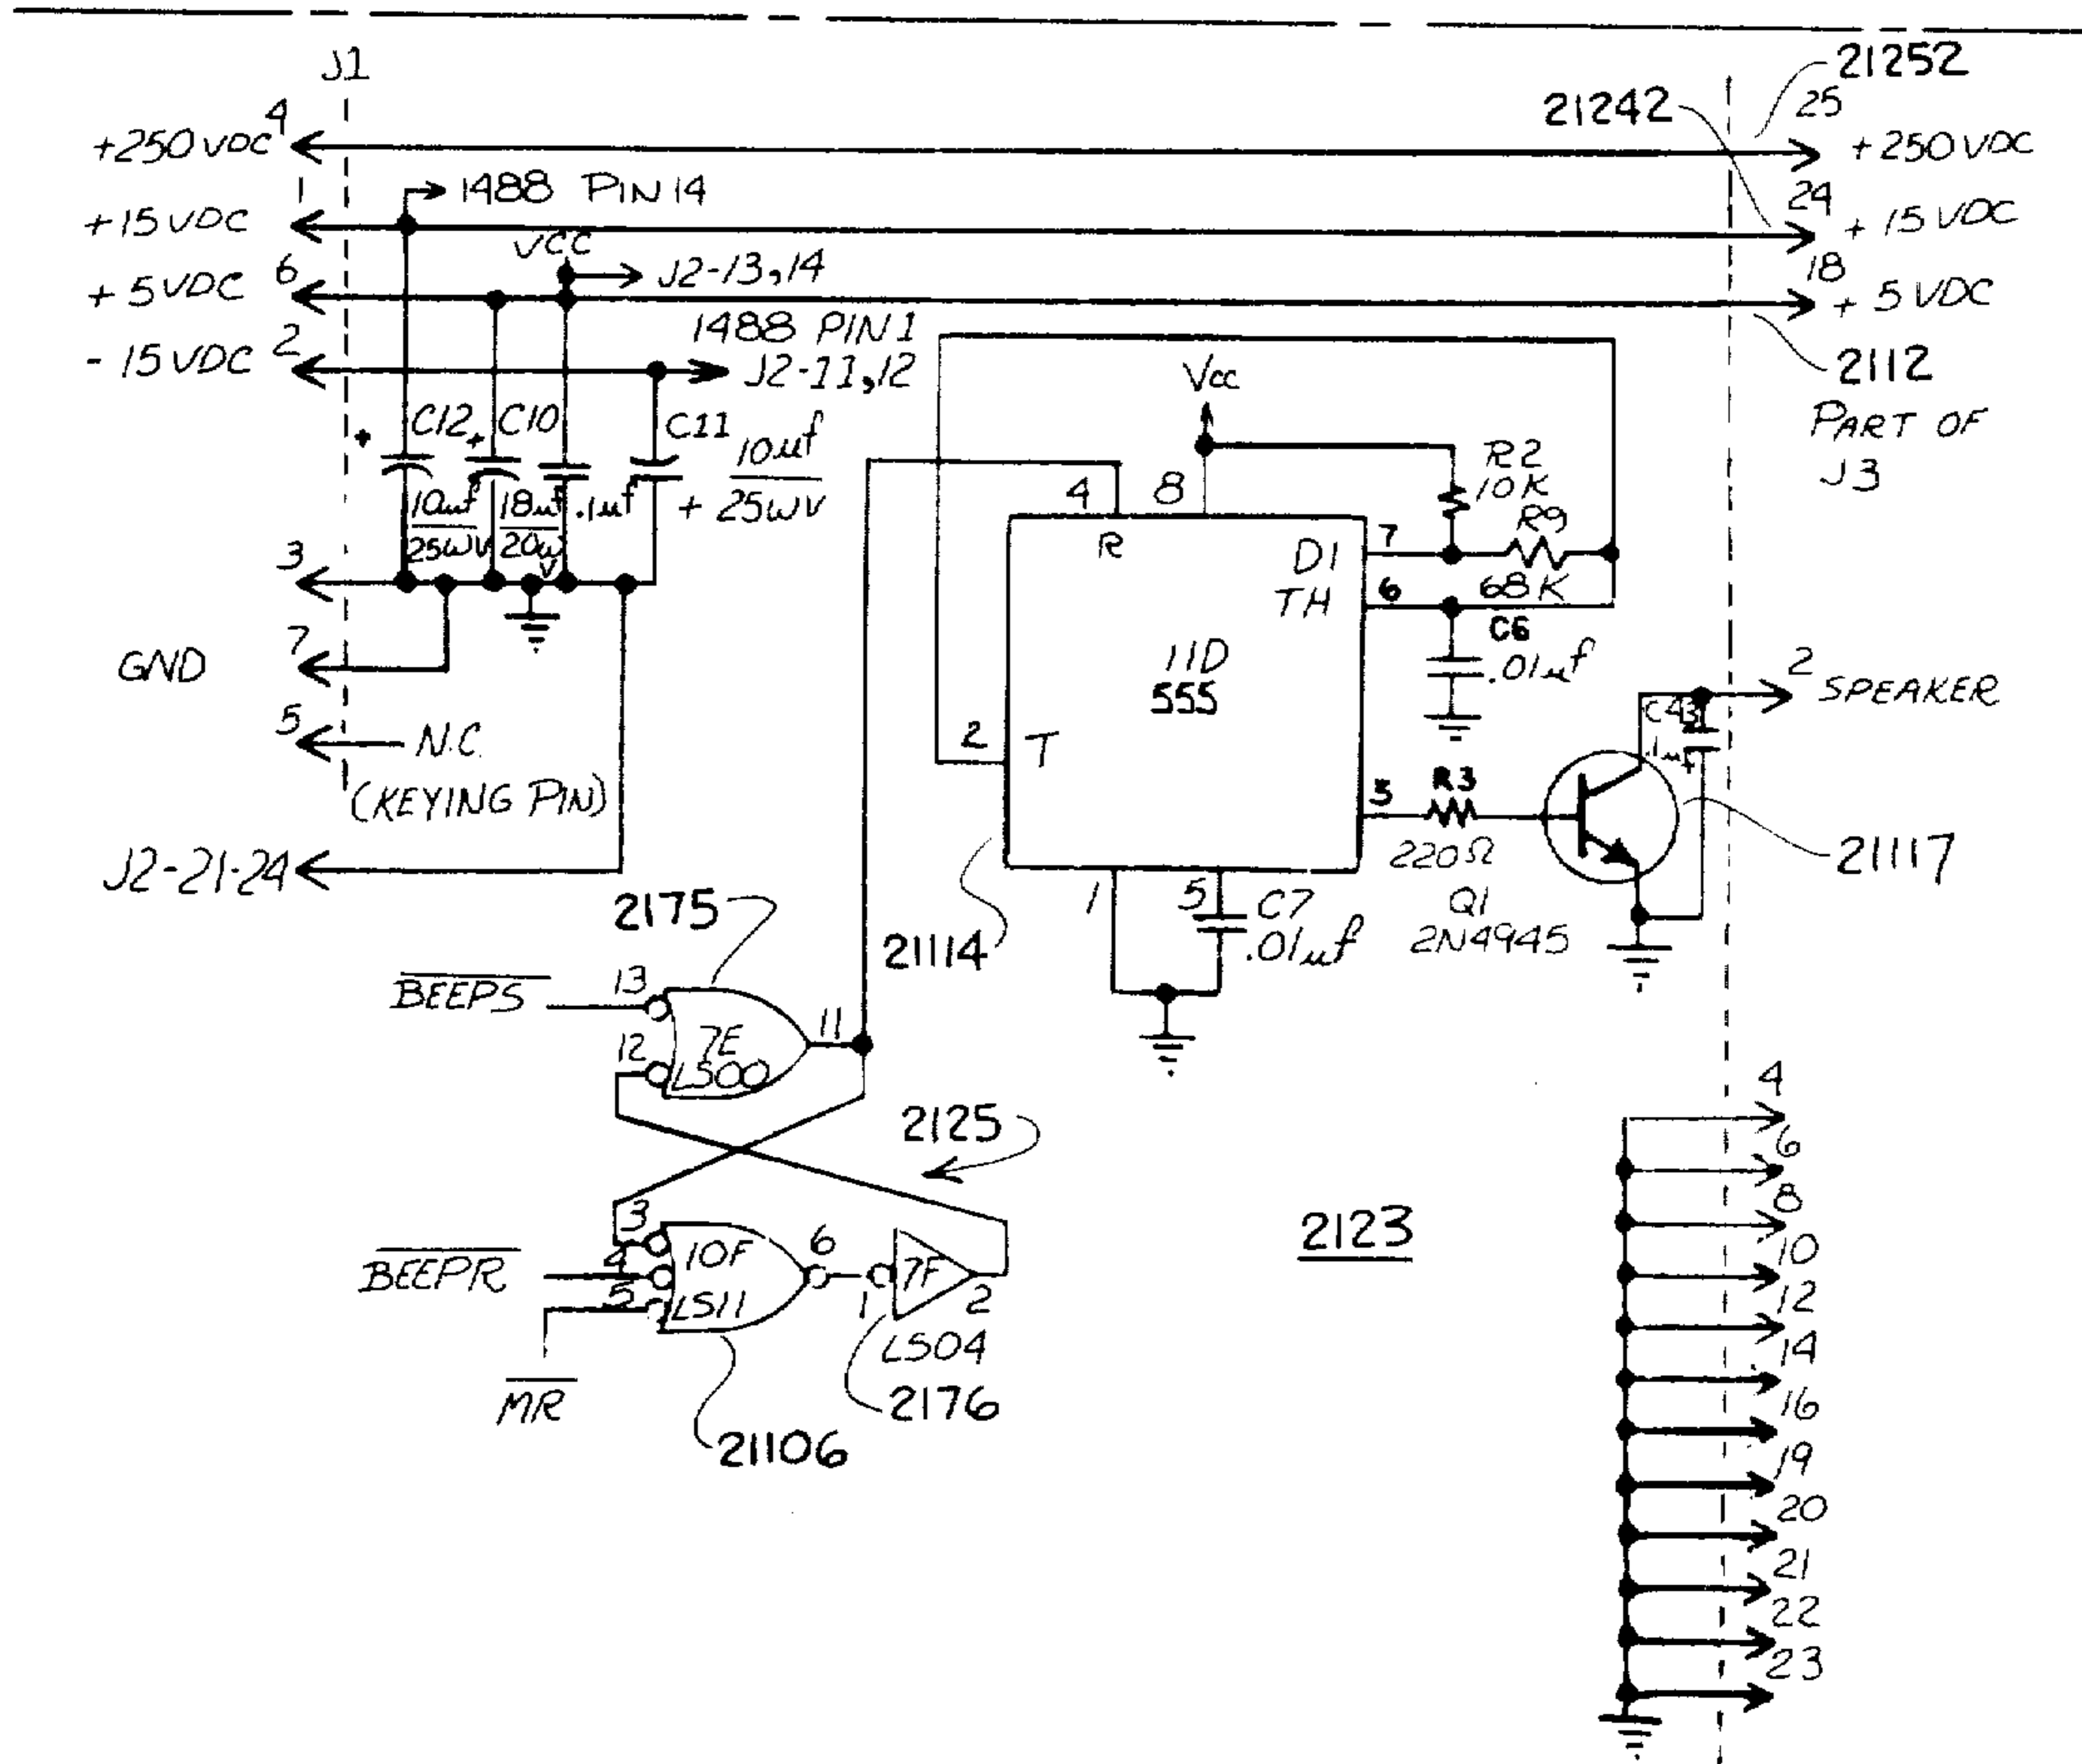 J1
21252
21242
25
+250 VDC 4
+250 VDC
1488 PIN 14
24
+15 VDC 1
+ 15 VDC
VCC
J2-13,14
18
+ 5 VDC 6
+ 5 VDC
1488 PIN 1
- 15 VDC 2
J2-11,12
2112
PART OF
J3
Vcc
+ C12
+ C10
C11
10uf
+ 25WV
10uf
25WV
18uf
20WV
.1uf
R2
10K
4
8
R
R9
68K
7
DI
6
TH
C6
.01uf
3
7
GND
5
N.C.
(KEYING PIN)
11D
555
2 SPEAKER
C43
.1uf
2
T
3
R3
220Ω
Q1
2N4945
21117
J2-21-24
1
5
C7
.01uf
21114
2175
BEEPS
13
12
7E
LS00
11
2125
BEEPR
3
4
5
10F
LS11
6
1
7F
2
LS04
2176
MR
21106
2123
4
6
8
10
12
14
16
19
20
21
22
23